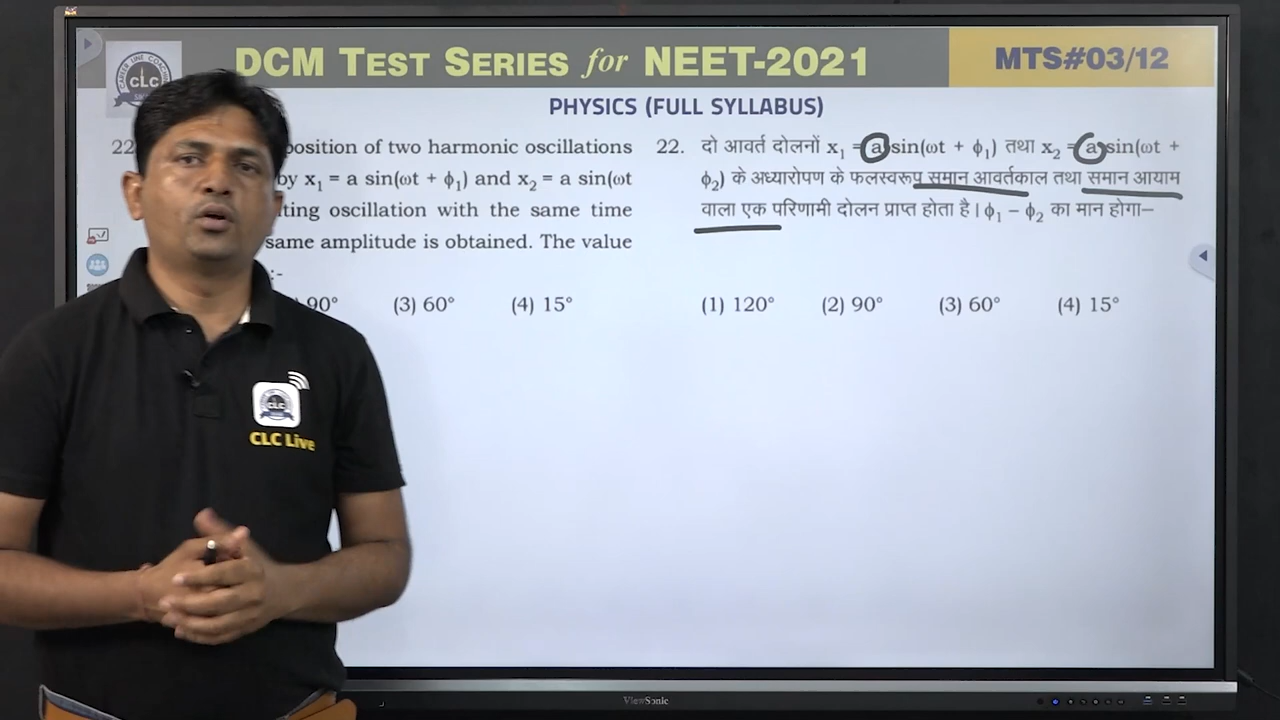 DCM TEST SERIES for NEET-2021
MTS#03/12
CLC
PHYSICS (FULL SYLLABUS)
22
position of two harmonic oscillations
by x₁ = a sin(ωt + ϕ₁) and x₂ = a sin(ωt
ting oscillation with the same time
same amplitude is obtained. The value
:-
90° (3) 60° (4) 15°
22. दो आवर्त दोलनों x₁ = a sin(ωt + ϕ₁) तथा x₂ = a sin(ωt +
ϕ₂) के अध्यारोपण के फलस्वरूप समान आवर्तकाल तथा समान आयाम
वाला एक परिणामी दोलन प्राप्त होता है। ϕ₁ – ϕ₂ का मान होगा–
(1) 120° (2) 90° (3) 60° (4) 15°
CLC
CLC Live
ViewSonic